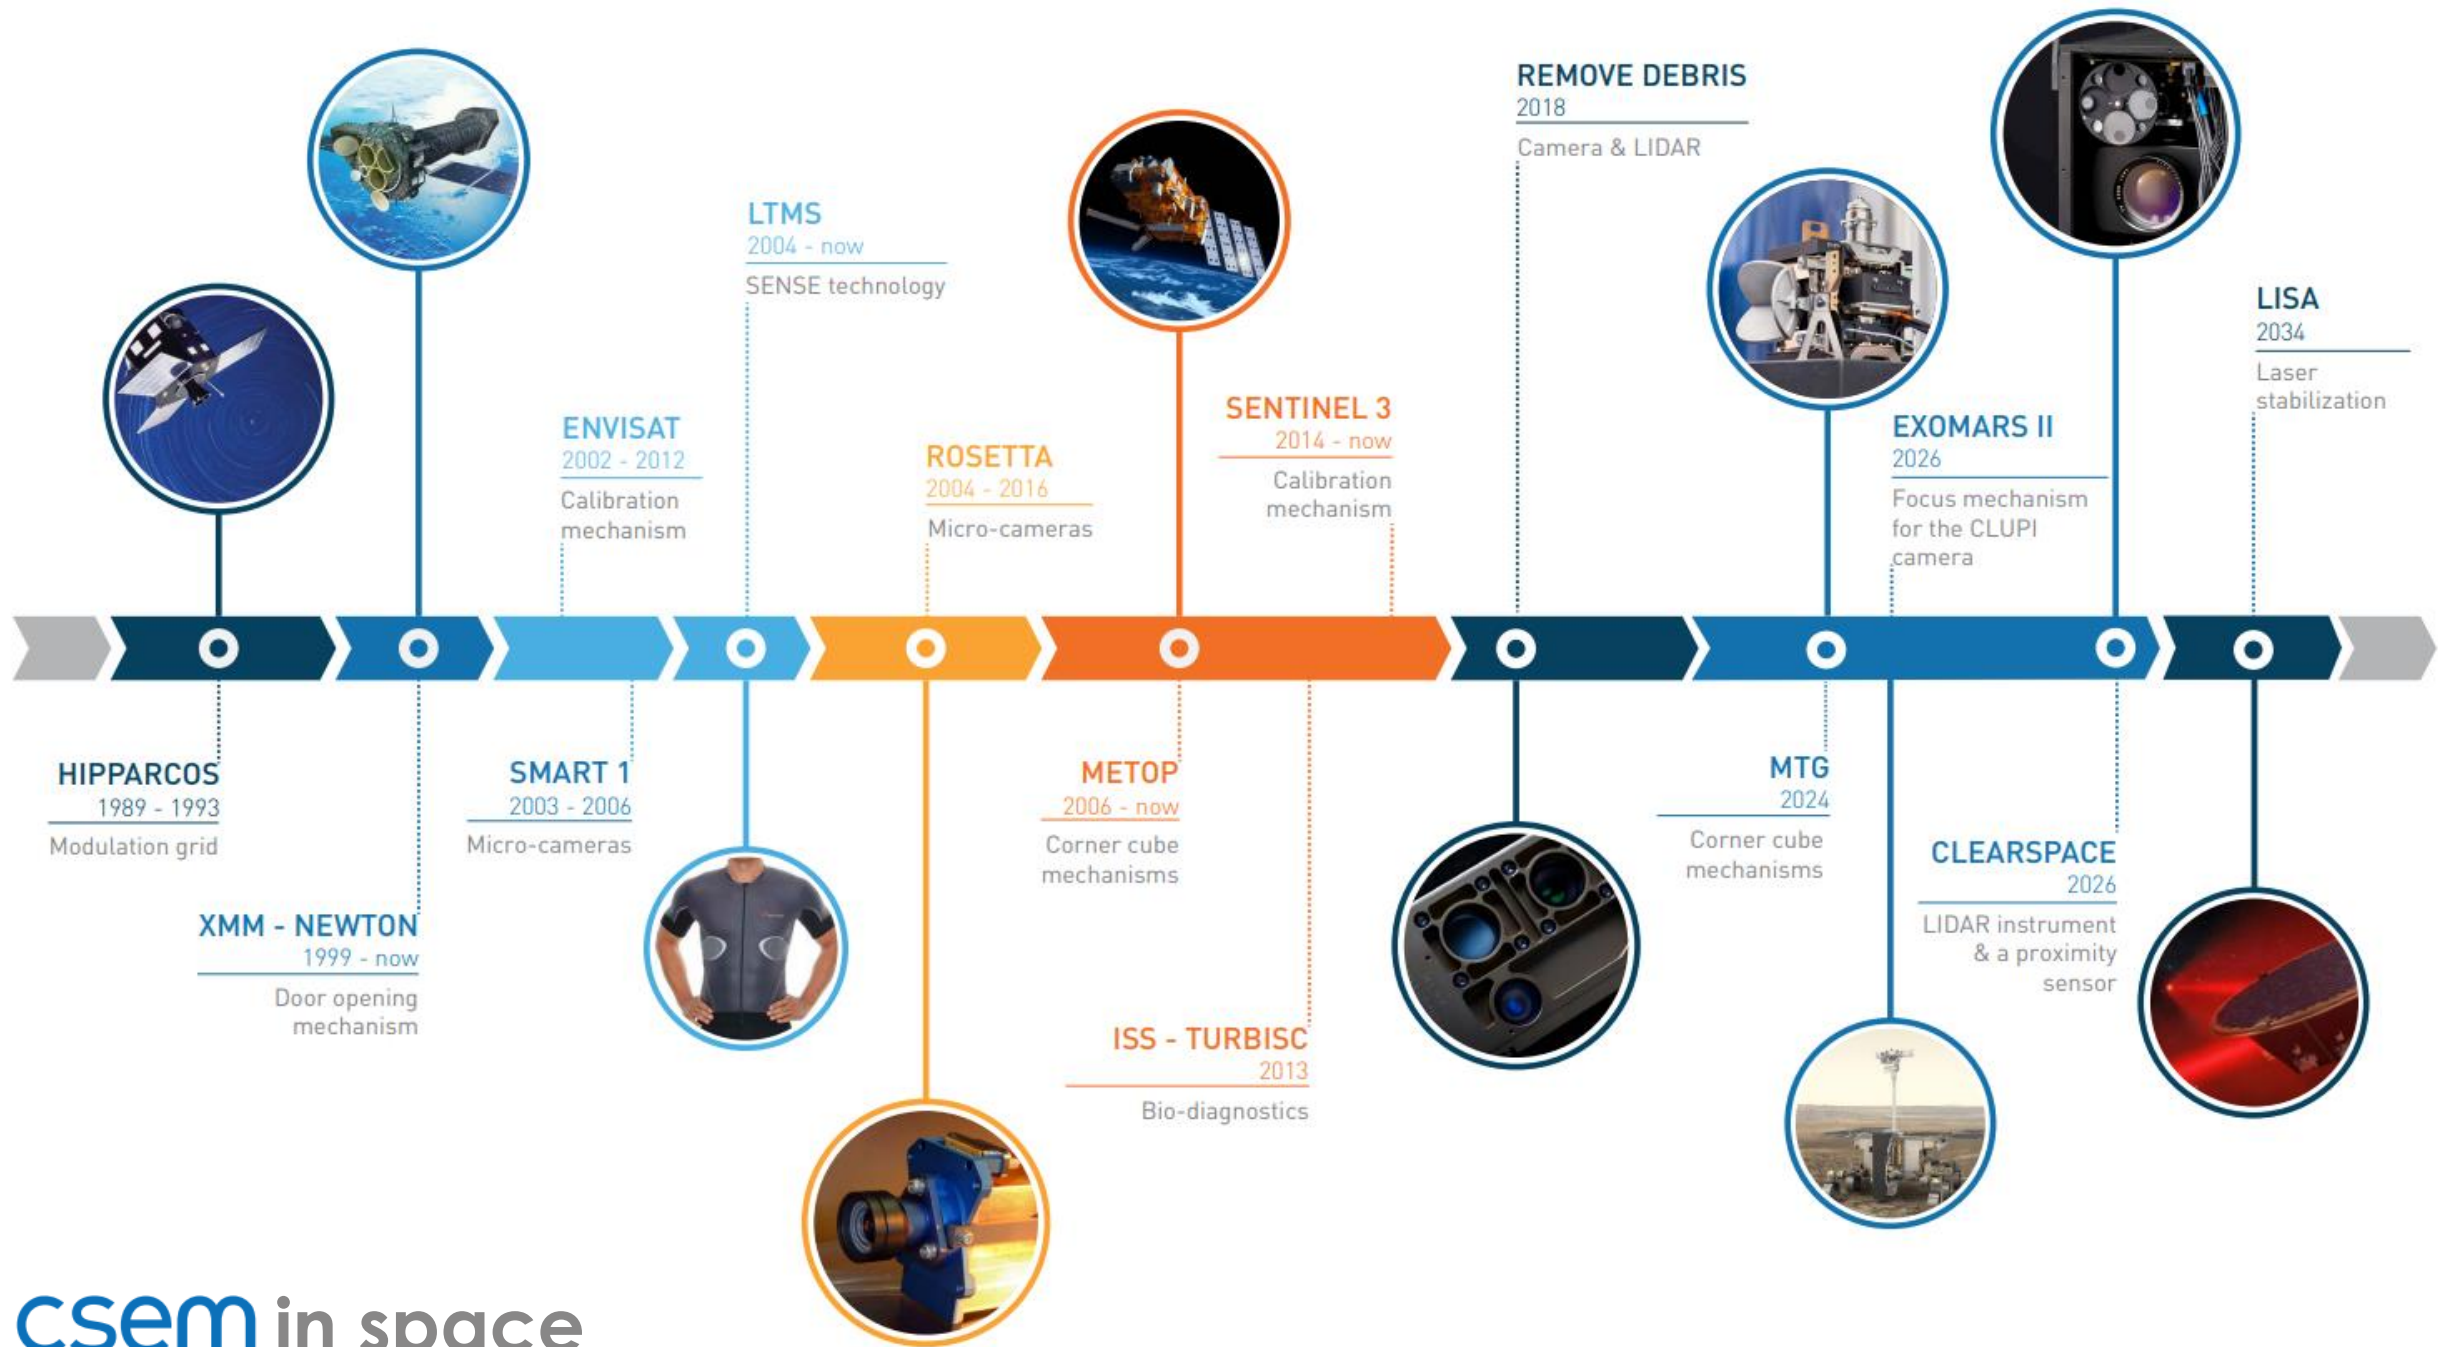 HIPPARCOS
1989 - 1993
Modulation grid
XMM - NEWTON
1999 - now
Door opening
mechanism
ENVISAT
2002 - 2012
Calibration
mechanism
SMART 1
2003 - 2006
Micro-cameras
LTMS
2004 - now
SENSE technology
ROSETTA
2004 - 2016
Micro-cameras
METOP
2006 - now
Corner cube
mechanisms
ISS - TURBISC
2013
Bio-diagnostics
SENTINEL 3
2014 - now
Calibration
mechanism
REMOVE DEBRIS
2018
Camera & LIDAR
MTG
2024
Corner cube
mechanisms
EXOMARS II
2026
Focus mechanism
for the CLUPI
camera
CLEARSPACE
2026
LIDAR instrument
& a proximity
sensor
LISA
2034
Laser
stabilization
csem in space